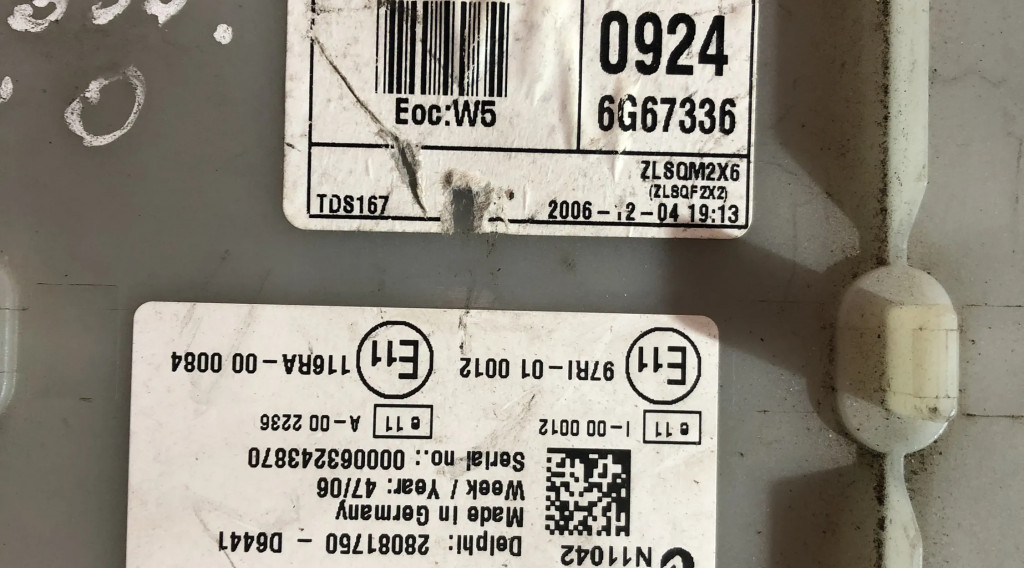 0924
Eoc:W5
6G67336
ZLSQM2X6
(ZLSQF2X2)
TDS167 2006-12-04 19:13
N11042
Delphi: 28081750 - D6441
Made in Germany
Week / Year: 47/06
Serial no.: 000063243870
e 11 I-00 0012 e 11 A-00 2236
E11 97RI-01 0012 E11 116RA-00 0084